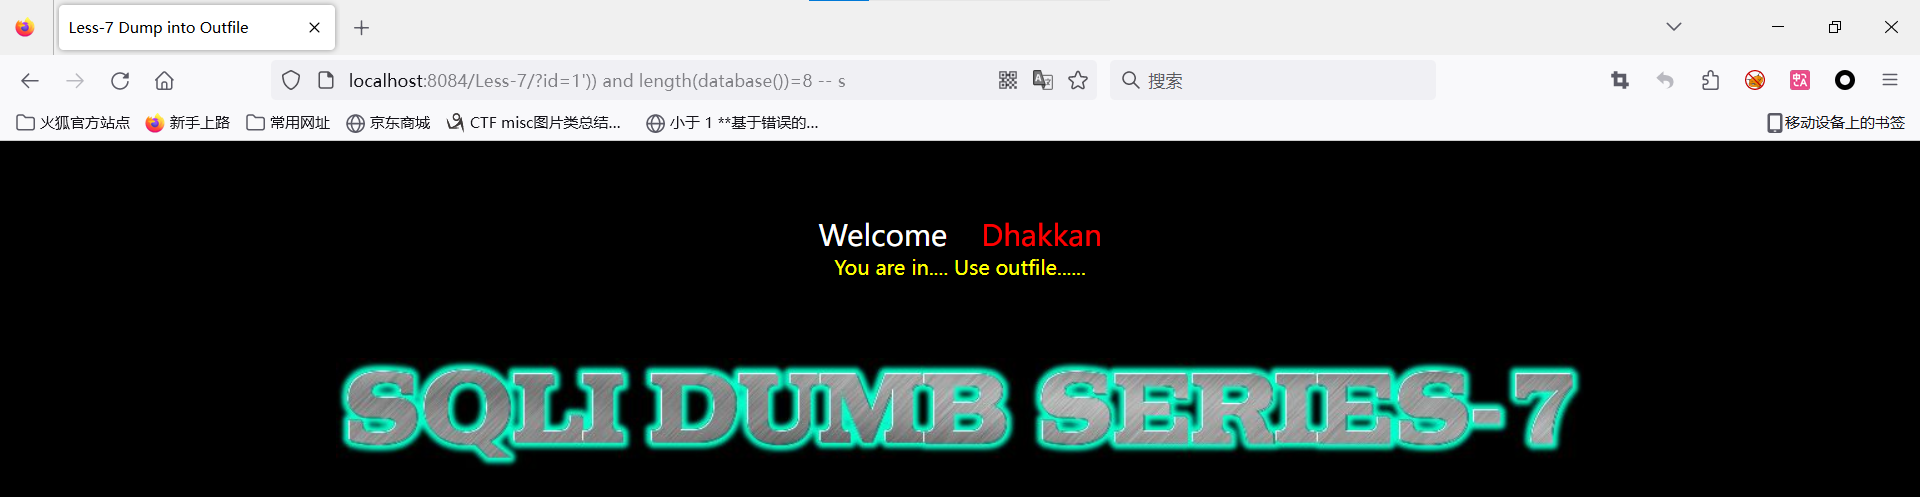 Less-7 Dump into Outfile
localhost:8084/Less-7/?id=1')) and length(database())=8 -- s
搜索
火狐官方站点 新手上路 常用网址 京东商城 CTF misc图片类总结... 小于 1 **基于错误的... 移动设备上的书签
Welcome Dhakkan
You are in.... Use outfile......
SQLI DUMB SERIES-7